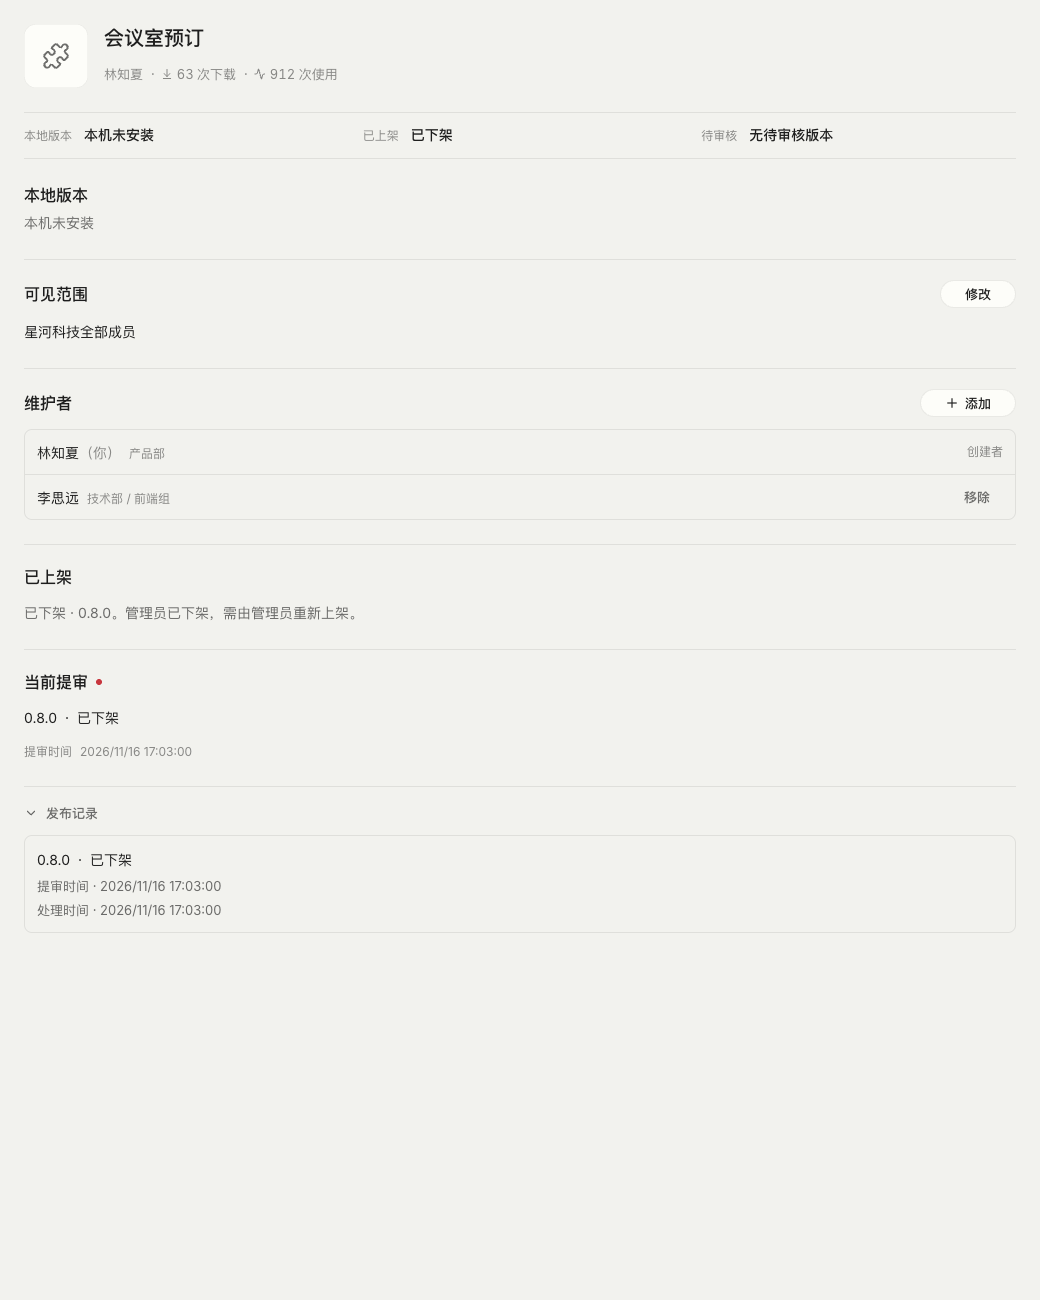 会议室预订
林知夏 · 63 次下载 · 912 次使用
本地版本 本机未安装 已上架 已下架 待审核 无待审核版本
本地版本
本机未安装
可见范围 修改
星河科技全部成员
维护者 添加
林知夏（你） 产品部 创建者
李思远 技术部 / 前端组 移除
已上架
已下架 · 0.8.0。管理员已下架，需由管理员重新上架。
当前提审
0.8.0 · 已下架
提审时间 2026/11/16 17:03:00
发布记录
0.8.0 · 已下架
提审时间 · 2026/11/16 17:03:00
处理时间 · 2026/11/16 17:03:00